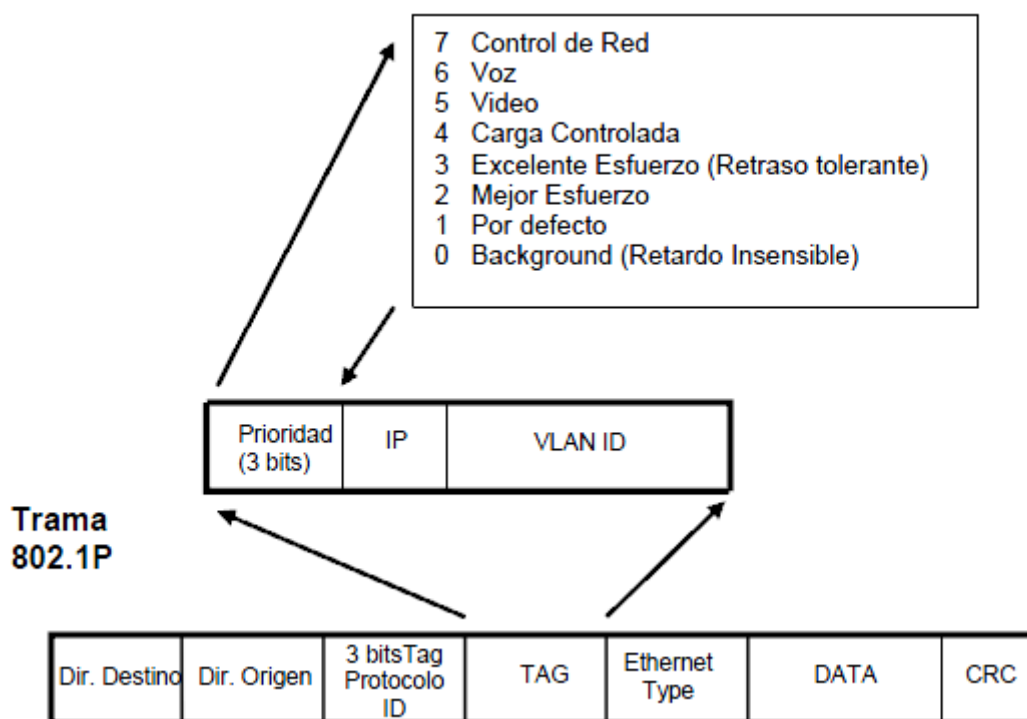 7 Control de Red
6 Voz
5 Video
4 Carga Controlada
3 Excelente Esfuerzo (Retraso tolerante)
2 Mejor Esfuerzo
1 Por defecto
0 Background (Retardo Insensible)
Prioridad
(3 bits)
IP
VLAN ID
Trama
802.1P
Dir. Destino
Dir. Origen
3 bitsTag
Protocolo
ID
TAG
Ethernet
Type
DATA
CRC